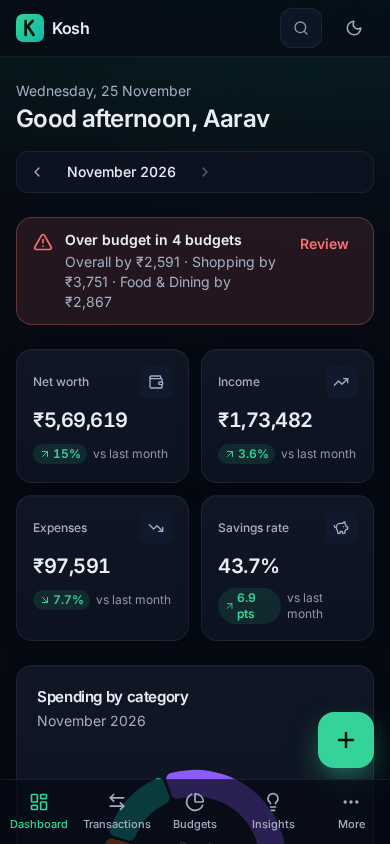 Kosh
Wednesday, 25 November
Good afternoon, Aarav
November 2026
Over budget in 4 budgets
Review
Overall by ₹2,591 · Shopping by
₹3,751 · Food & Dining by
₹2,867
Net worth
₹5,69,619
15% vs last month
Income
₹1,73,482
3.6% vs last month
Expenses
₹97,591
7.7% vs last month
Savings rate
43.7%
6.9 pts vs last month
Spending by category
November 2026
Dashboard
Transactions
Budgets
Insights
More